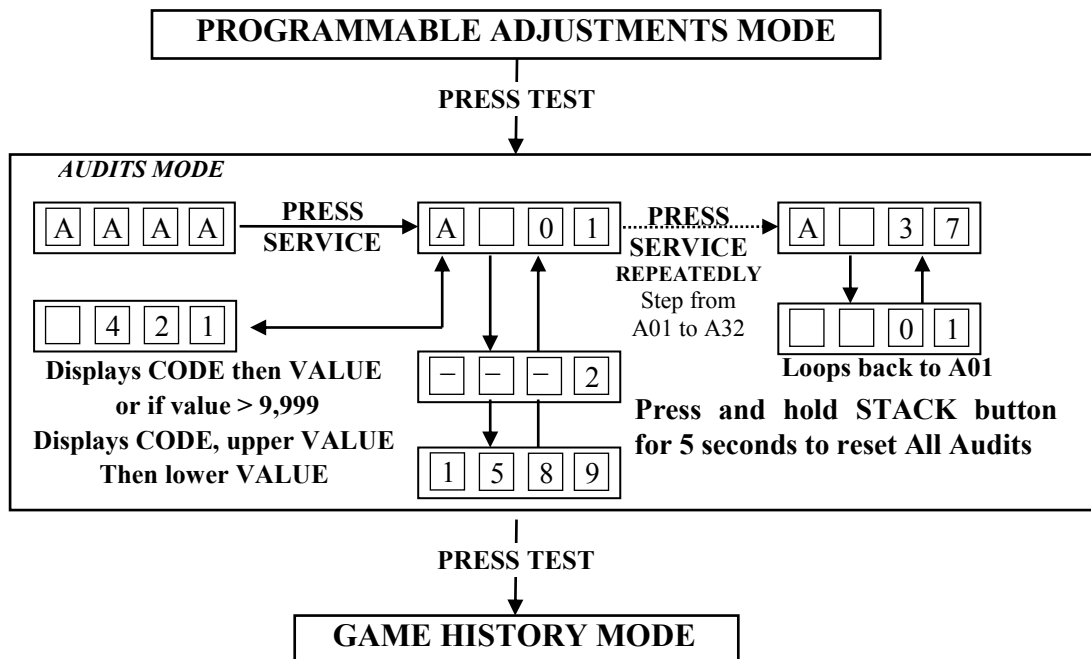 PROGRAMMABLE ADJUSTMENTS MODE
PRESS TEST
AUDITS MODE
A A A A
PRESS
SERVICE
A 0 1
PRESS
SERVICE
REPEATEDLY
Step from
A01 to A32
A 3 7
4 2 1
0 1
Displays CODE then VALUE
or if value > 9,999
Displays CODE, upper VALUE
Then lower VALUE
– – – 2
1 5 8 9
Loops back to A01
Press and hold STACK button
for 5 seconds to reset All Audits
PRESS TEST
GAME HISTORY MODE